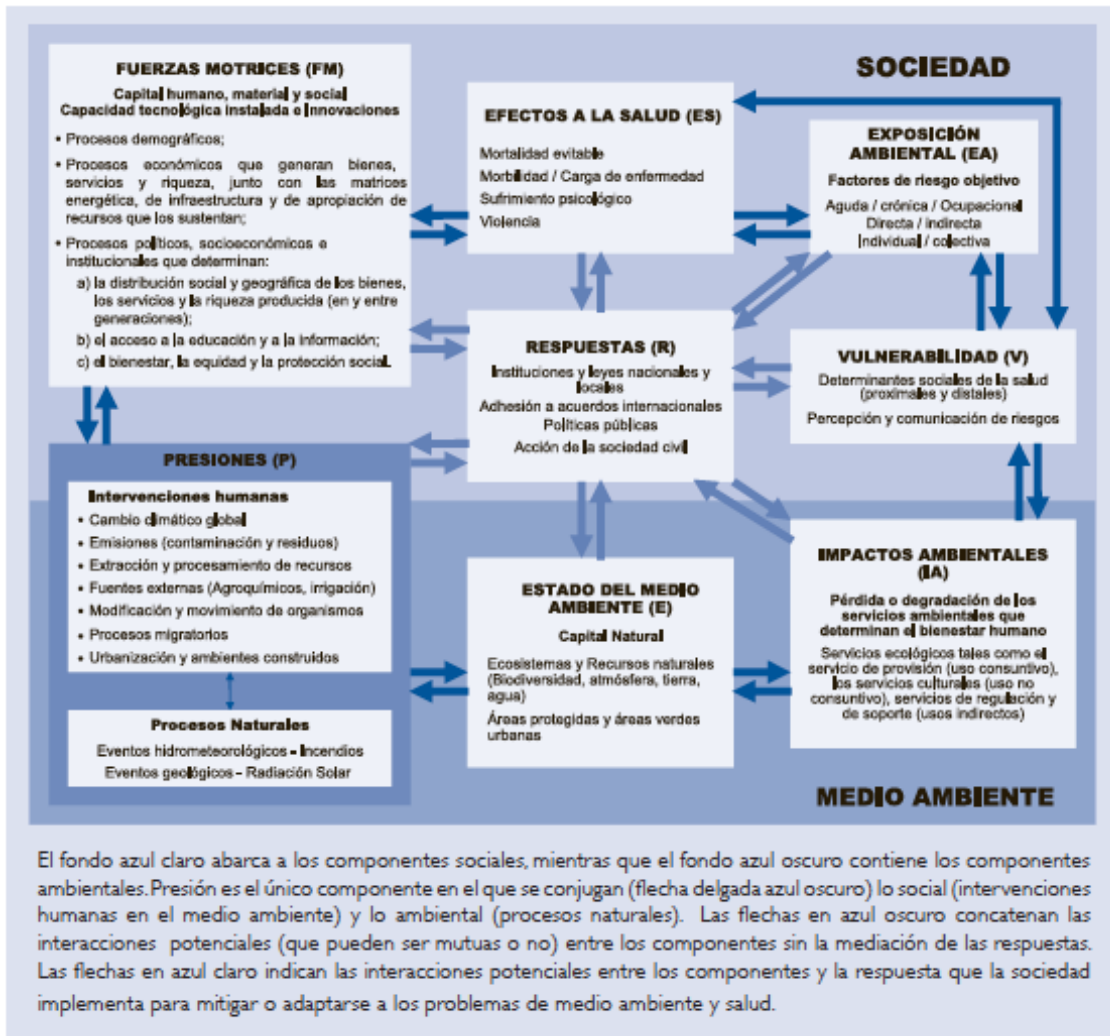 SOCIEDAD
FUERZAS MOTRICES (FM)
Capital humano, material y social
Capacidad tecnológica instalada e Innovaciones
• Procesos demográficos;
• Procesos económicos que generan bienes,
servicios y riqueza, junto con las matrices
energética, de infraestructura y de apropiación de
recursos que los sustentan;
• Procesos políticos, socioeconómicos e
institucionales que determinan:
a) la distribución social y geográfica de los bienes,
los servicios y la riqueza producida (en y entre
generaciones);
b) el acceso a la educación y a la información;
c) el bienestar, la equidad y la protección social.
EFECTOS A LA SALUD (ES)
Mortalidad evitable
Morbilidad / Carga de enfermedad
Sufrimiento psicológico
Violencia
EXPOSICIÓN
AMBIENTAL (EA)
Factores de riesgo objetivo
Aguda / crónica / Ocupacional
Directa / indirecta
Individual / colectiva
RESPUESTAS (R)
Instituciones y leyes nacionales y
locales
Adhesión a acuerdos internacionales
Políticas públicas
Acción de la sociedad civil
VULNERABILIDAD (V)
Determinantes sociales de la salud
(proximales y distales)
Percepción y comunicación de riesgos
PRESIONES (P)
Intervenciones humanas
• Cambio climático global
• Emisiones (contaminación y residuos)
• Extracción y procesamiento de recursos
• Fuentes externas (Agroquímicos, irrigación)
• Modificación y movimiento de organismos
• Procesos migratorios
• Urbanización y ambientes construidos
Procesos Naturales
Eventos hidrometeorológicos – Incendios
Eventos geológicos – Radiación Solar
ESTADO DEL MEDIO
AMBIENTE (E)
Capital Natural
Ecosistemas y Recursos naturales
(Biodiversidad, atmósfera, tierra,
agua)
Áreas protegidas y áreas verdes
urbanas
IMPACTOS AMBIENTALES
(IA)
Pérdida o degradación de los
servicios ambientales que
determinan el bienestar humano
Servicios ecológicos tales como el
servicio de provisión (uso consuntivo),
los servicios culturales (uso no
consuntivo), servicios de regulación y
de soporte (usos indirectos)
MEDIO AMBIENTE
El fondo azul claro abarca a los componentes sociales, mientras que el fondo azul oscuro contiene los componentes
ambientales. Presión es el único componente en el que se conjugan (flecha delgada azul oscuro) lo social (intervenciones
humanas en el medio ambiente) y lo ambiental (procesos naturales). Las flechas en azul oscuro concatenan las
interacciones potenciales (que pueden ser mutuas o no) entre los componentes sin la mediación de las respuestas.
Las flechas en azul claro indican las interacciones potenciales entre los componentes y la respuesta que la sociedad
implementa para mitigar o adaptarse a los problemas de medio ambiente y salud.